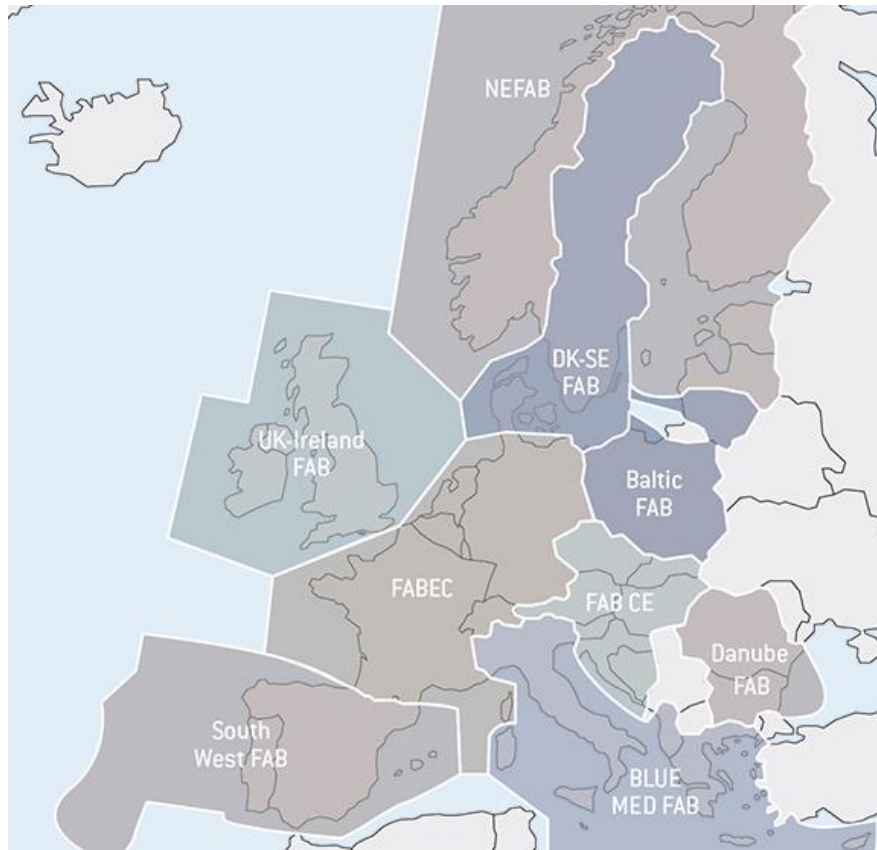 NEFAB
DK-SE
FAB
UK-Ireland
FAB
Baltic
FAB
FABEC
FAB CE
Danube
FAB
South
West FAB
BLUE
MED FAB